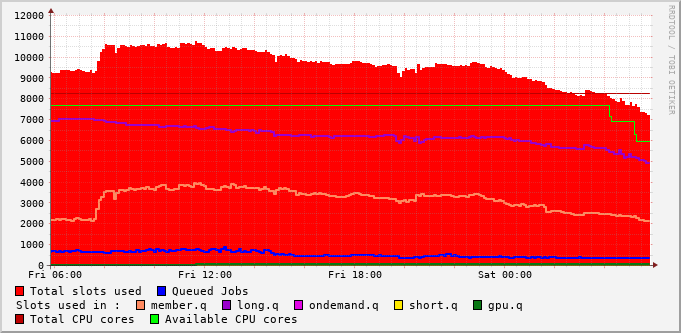 12000
11000
10000
9000
8000
7000
6000
5000
4000
3000
2000
1000
0
Fri 06:00 Fri 12:00 Fri 18:00 Sat 00:00
Total slots used Queued Jobs
Slots used in : member.q long.q ondemand.q short.q gpu.q
Total CPU cores Available CPU cores
RRDTOOL / TOBI OETIKER